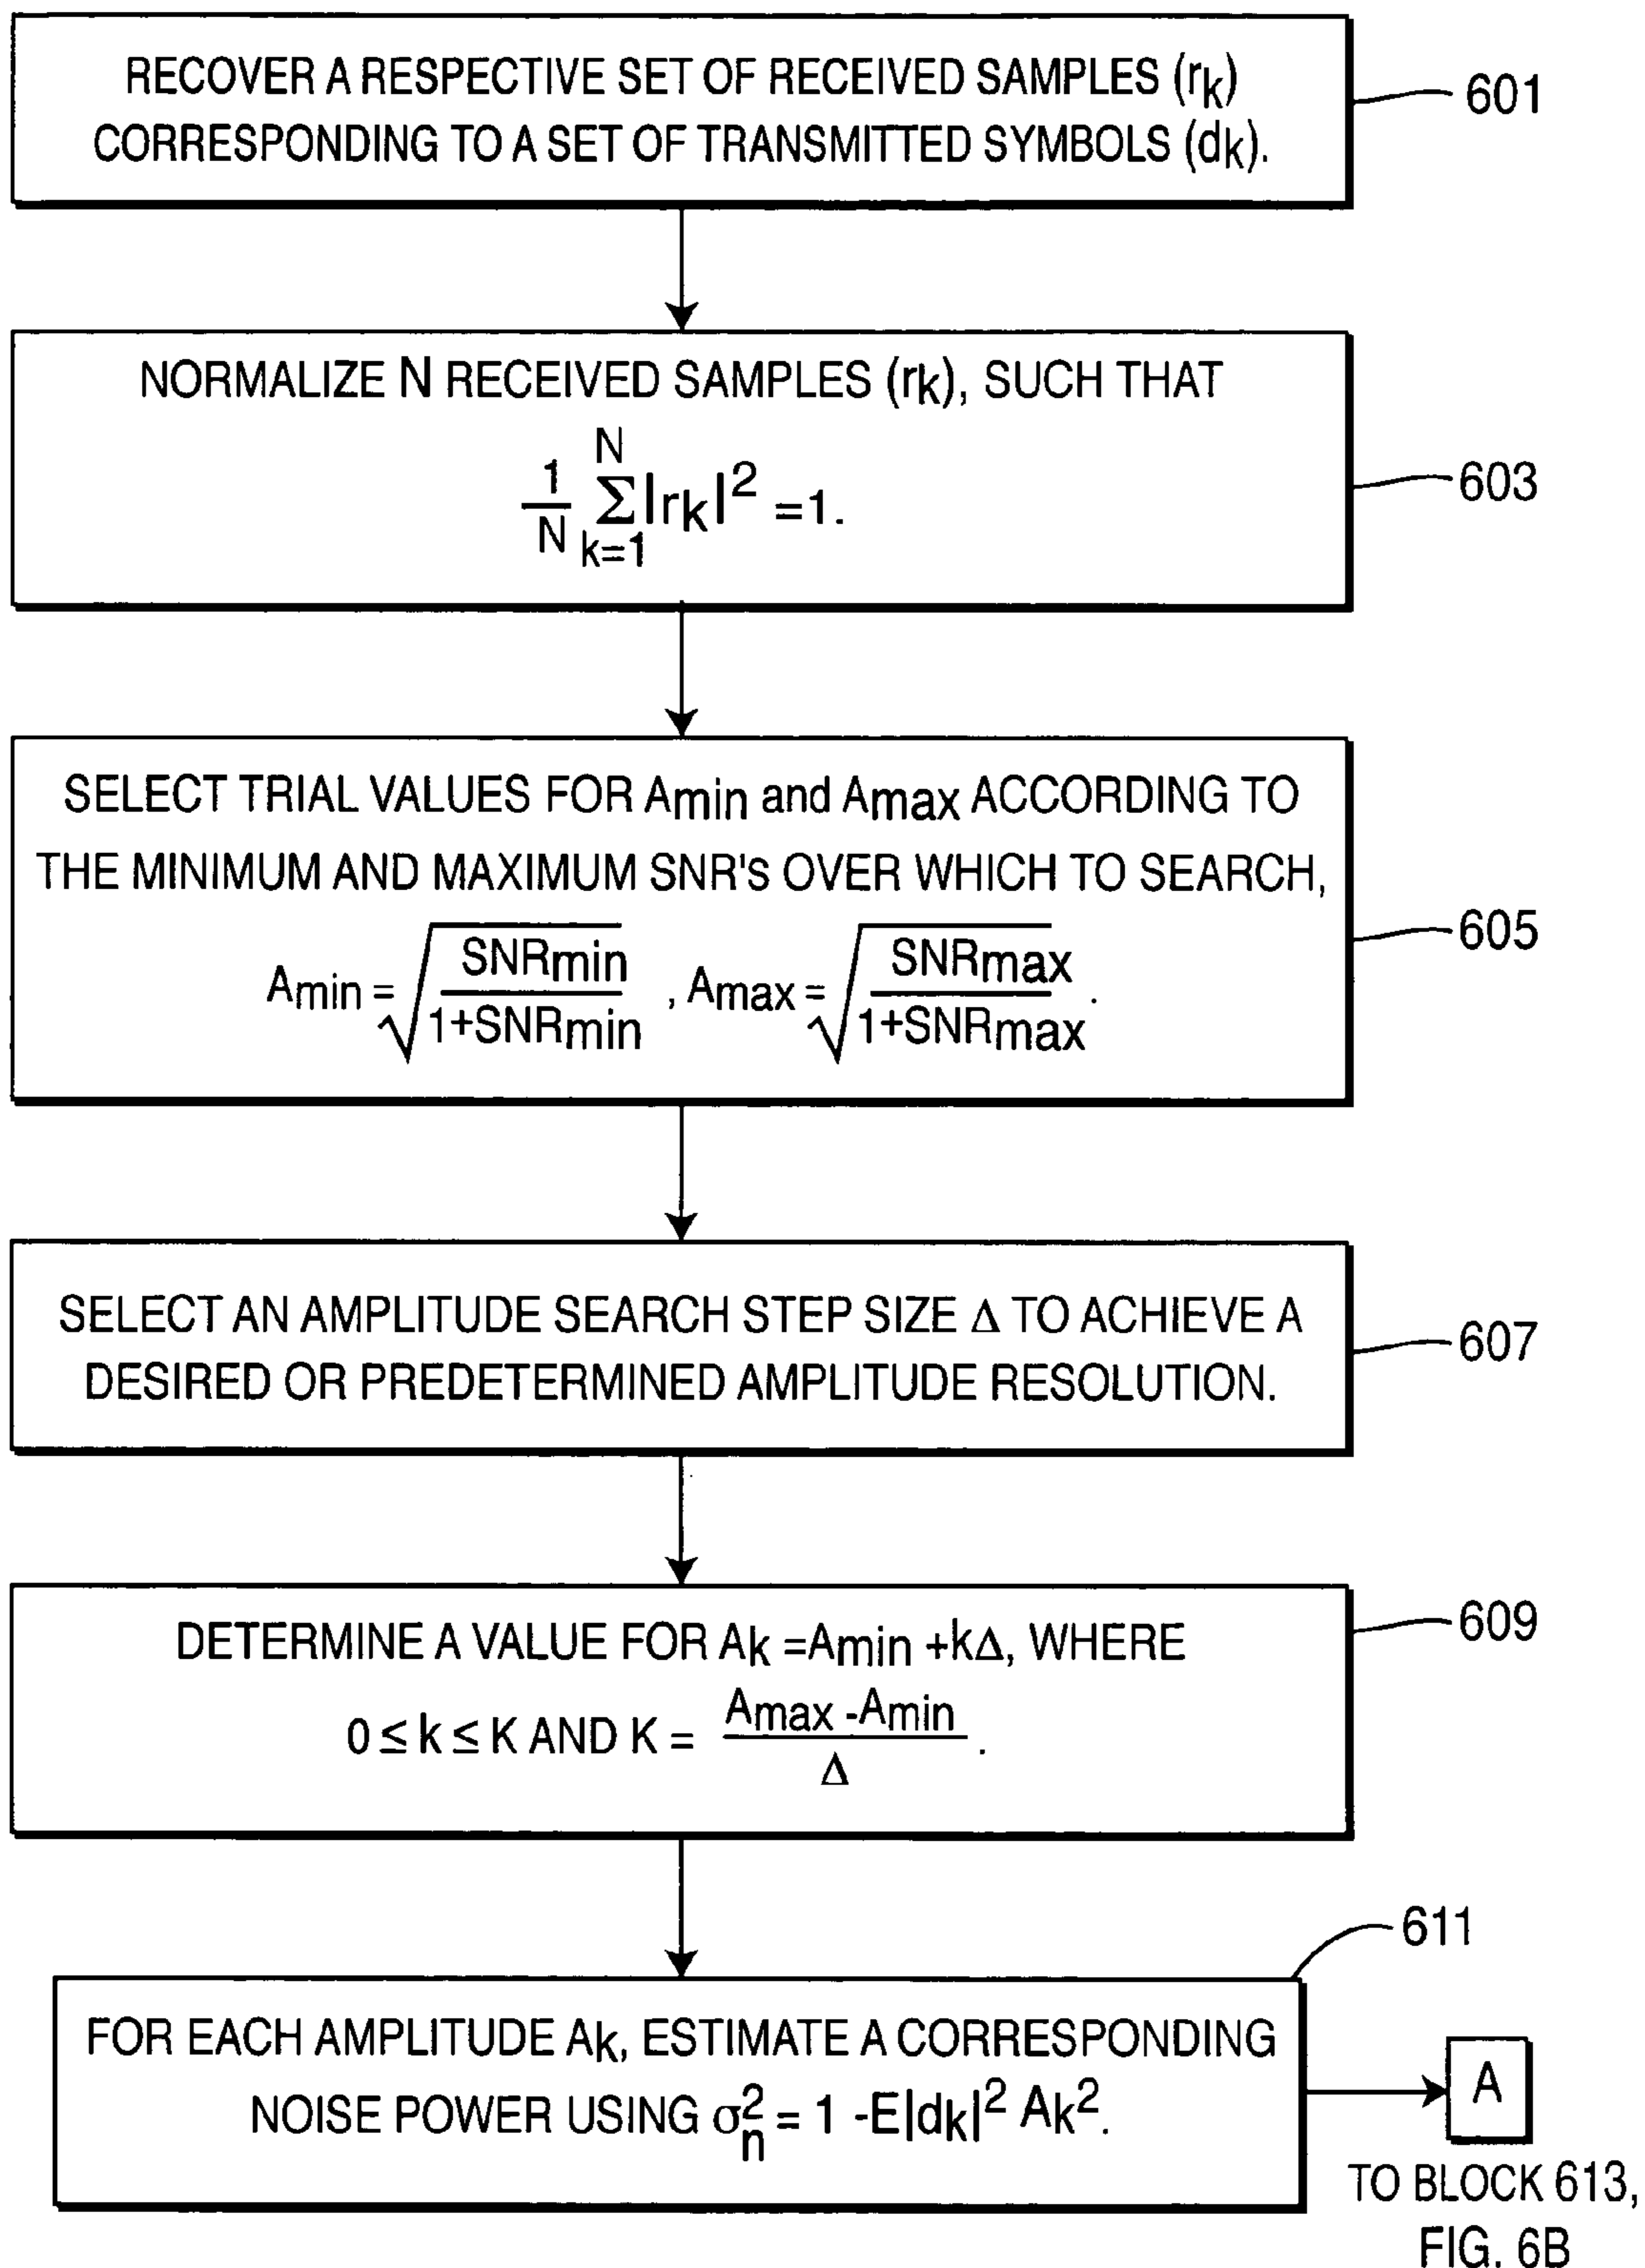 RECOVER A RESPECTIVE SET OF RECEIVED SAMPLES (rk)
CORRESPONDING TO A SET OF TRANSMITTED SYMBOLS (dk).
601
NORMALIZE N RECEIVED SAMPLES (rk), SUCH THAT
1/N Σ_{k=1}^{N} |rk|² =1.
603
SELECT TRIAL VALUES FOR Amin and Amax ACCORDING TO
THE MINIMUM AND MAXIMUM SNR's OVER WHICH TO SEARCH,
Amin = √(SNRmin / 1+SNRmin) , Amax = √(SNRmax / 1+SNRmax) .
605
SELECT AN AMPLITUDE SEARCH STEP SIZE Δ TO ACHIEVE A
DESIRED OR PREDETERMINED AMPLITUDE RESOLUTION.
607
DETERMINE A VALUE FOR Ak =Amin +kΔ, WHERE
0 ≤ k ≤ K AND K = Amax -Amin / Δ .
609
611
FOR EACH AMPLITUDE Ak, ESTIMATE A CORRESPONDING
NOISE POWER USING σn² = 1 -E|dk|² Ak².
A
TO BLOCK 613,
FIG. 6B